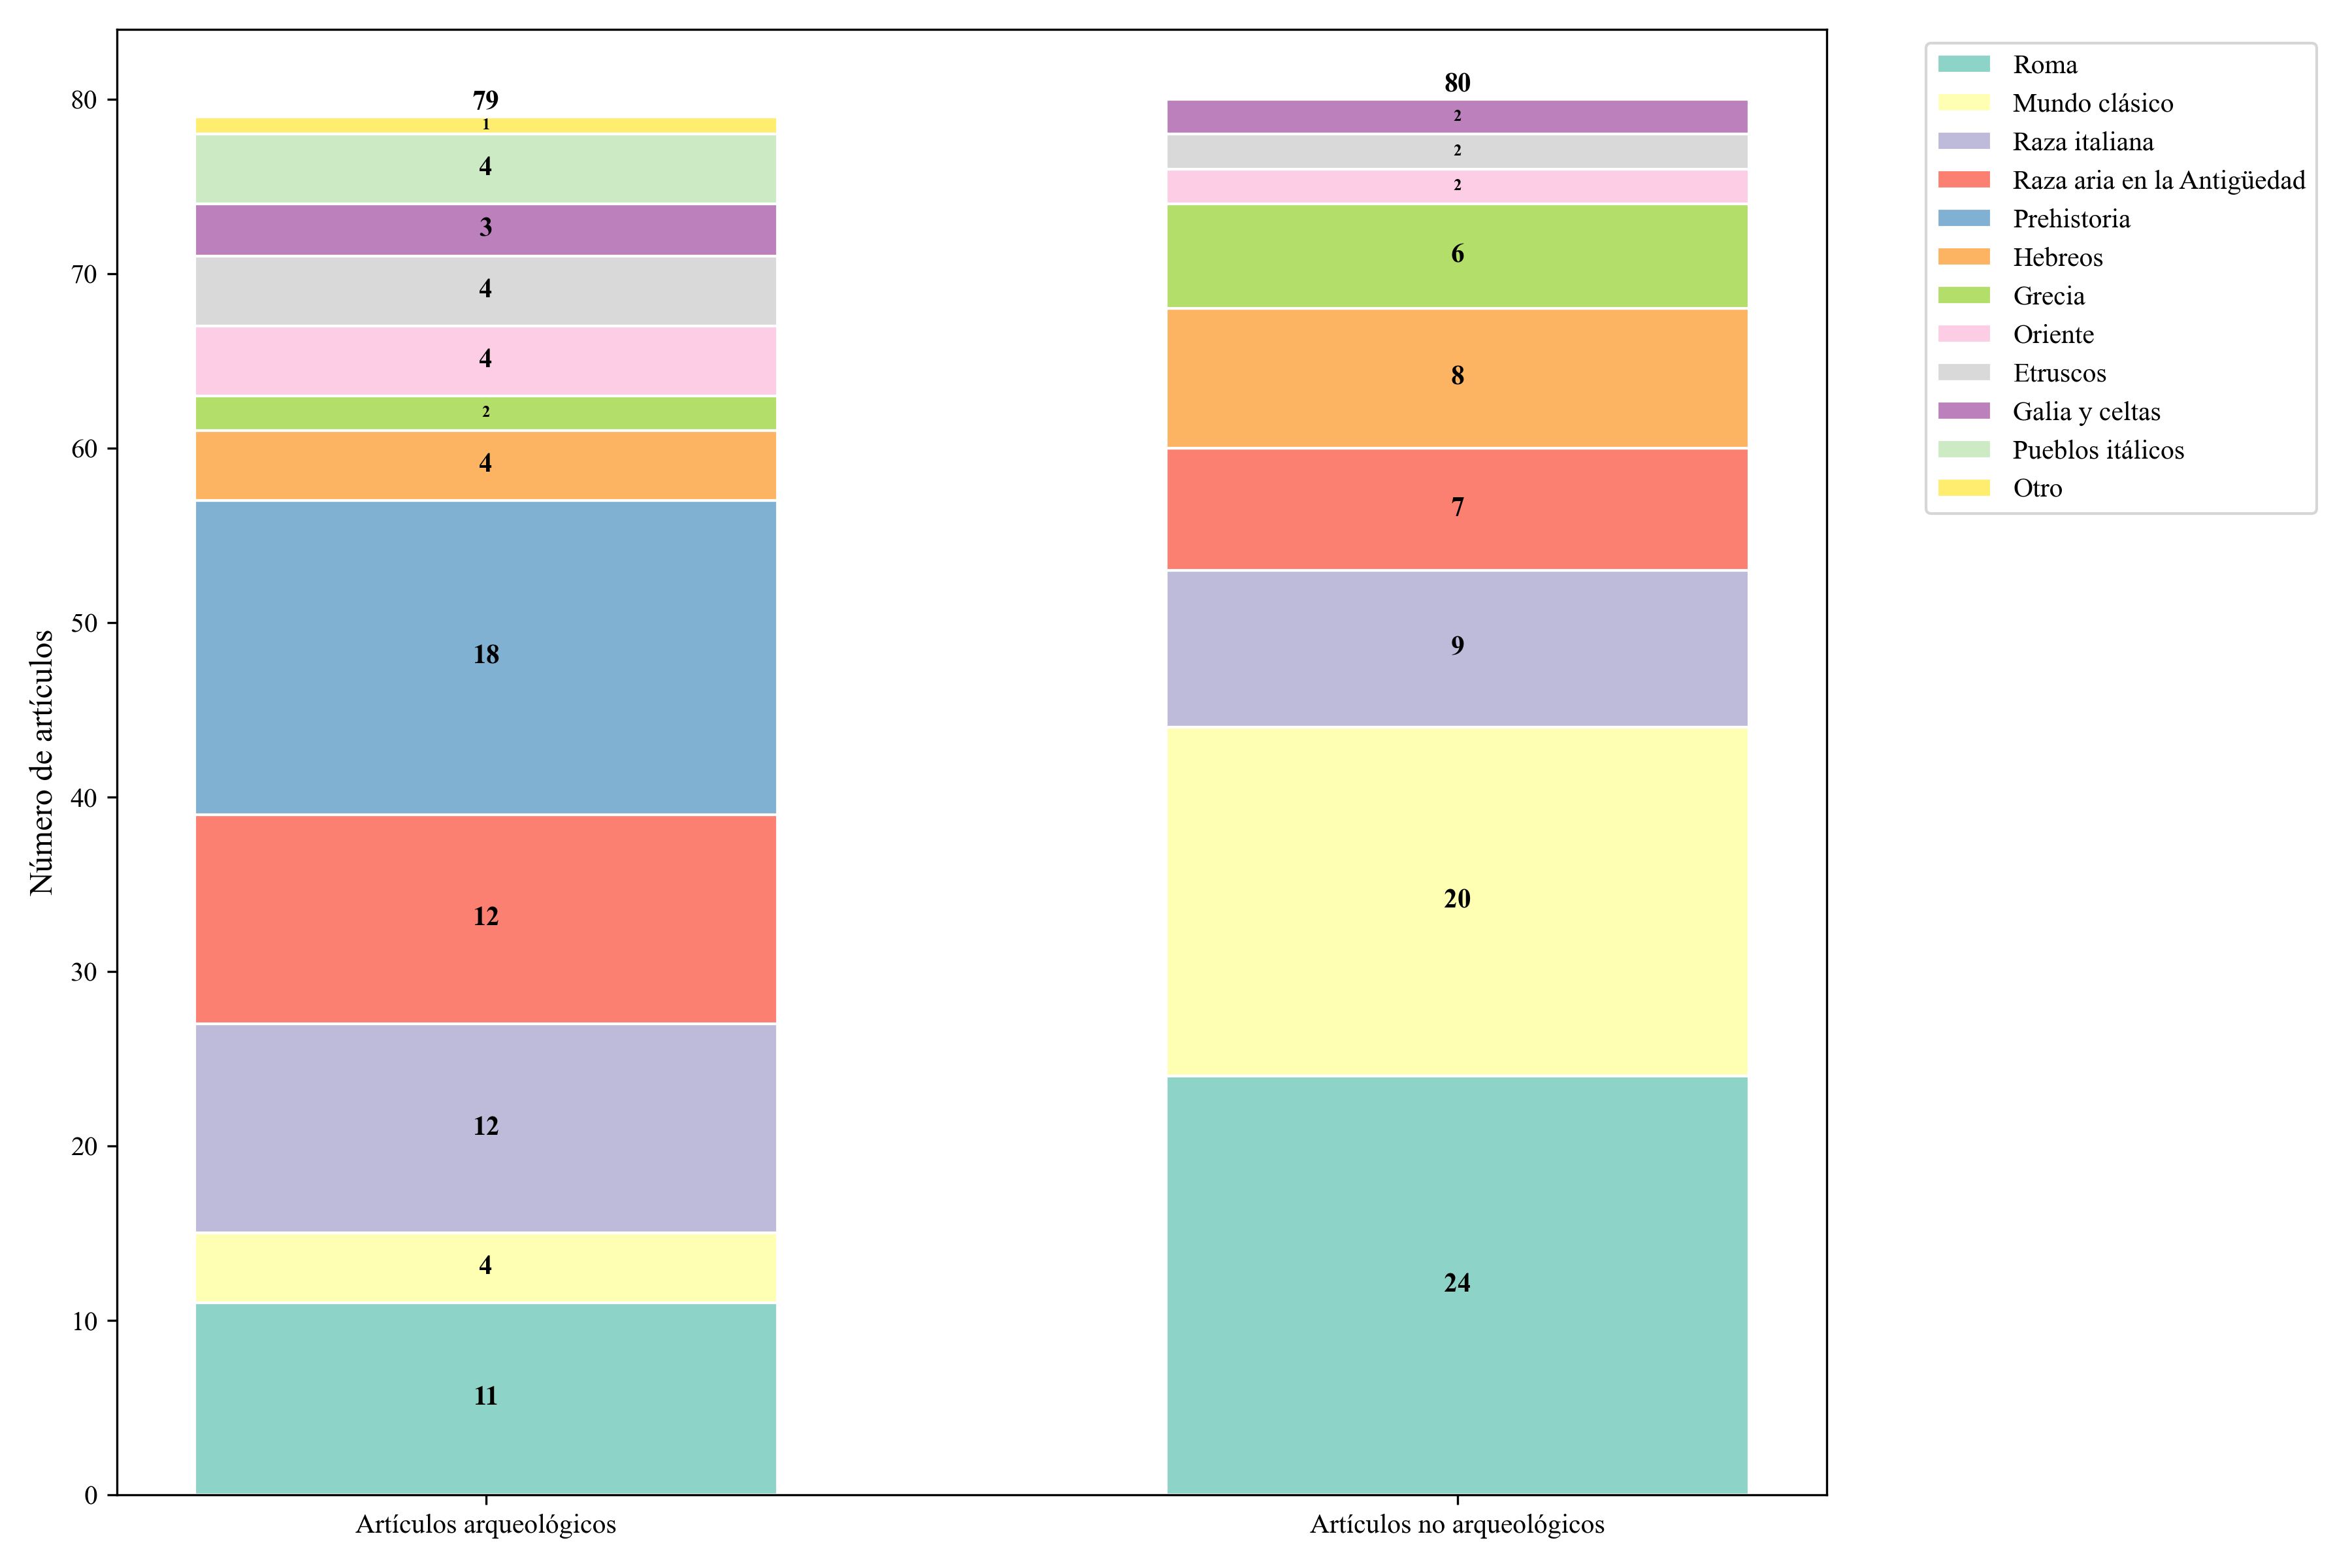 Número de artículos
80
70
60
50
40
30
20
10
0
79
1
4
3
4
4
2
4
18
12
12
4
11
80
2
2
2
6
8
7
9
20
24
Artículos arqueológicos
Artículos no arqueológicos
Roma
Mundo clásico
Raza italiana
Raza aria en la Antigüedad
Prehistoria
Hebreos
Grecia
Oriente
Etruscos
Galia y celtas
Pueblos itálicos
Otro